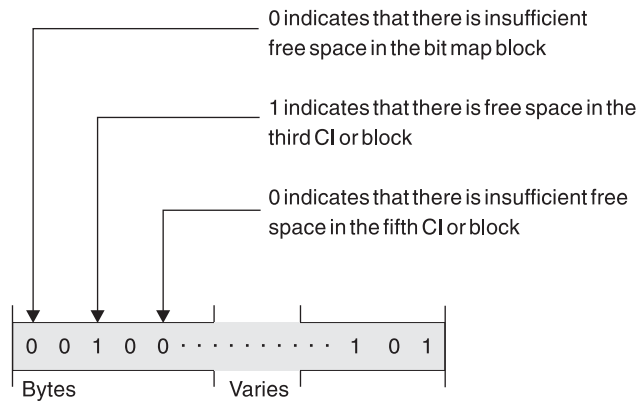 0 indicates that there is insufficient
free space in the bit map block
1 indicates that there is free space in the
third CI or block
0 indicates that there is insufficient free
space in the fifth CI or block
0 0 1 0 0 · · · · · · · · · · 1 0 1
Bytes Varies